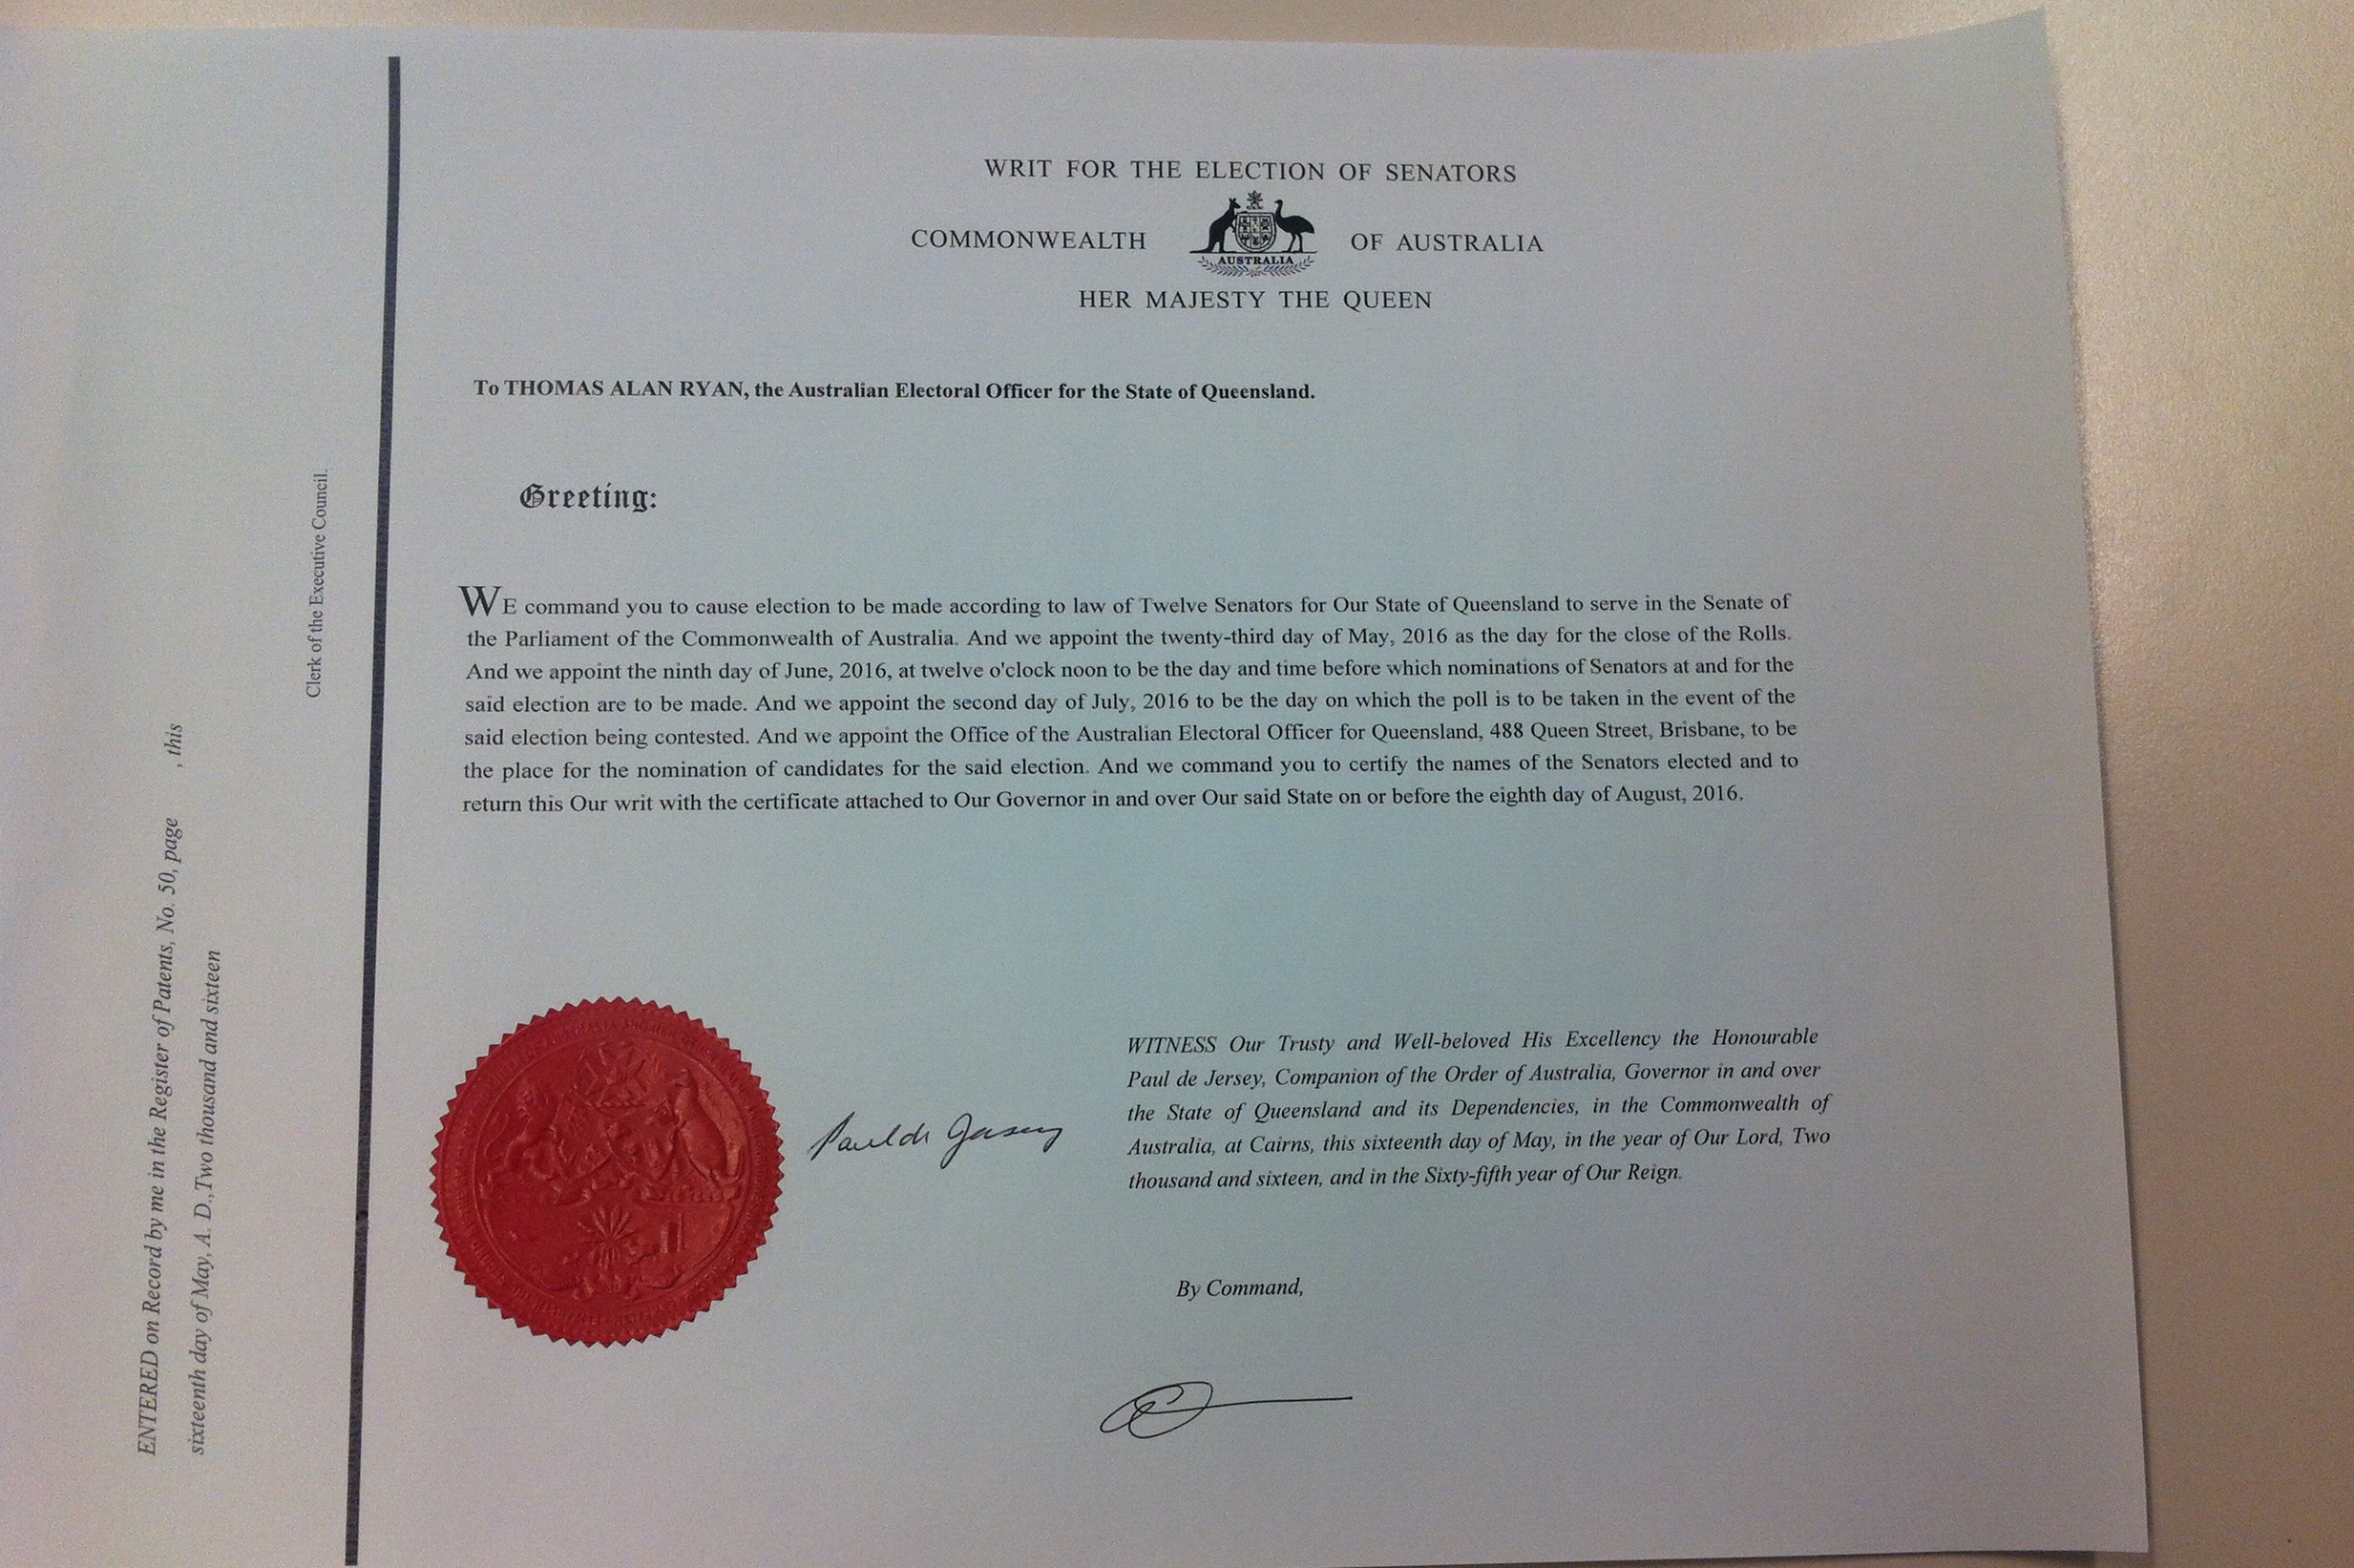 WRIT FOR THE ELECTION OF SENATORS
COMMONWEALTH OF AUSTRALIA
AUSTRALIA
HER MAJESTY THE QUEEN
To THOMAS ALAN RYAN, the Australian Electoral Officer for the State of Queensland.
Greeting:
WE command you to cause election to be made according to law of Twelve Senators for Our State of Queensland to serve in the Senate of
the Parliament of the Commonwealth of Australia. And we appoint the twenty-third day of May, 2016 as the day for the close of the Rolls.
And we appoint the ninth day of June, 2016, at twelve o'clock noon to be the day and time before which nominations of Senators at and for the
said election are to be made. And we appoint the second day of July, 2016 to be the day on which the poll is to be taken in the event of the
said election being contested. And we appoint the Office of the Australian Electoral Officer for Queensland, 488 Queen Street, Brisbane, to be
the place for the nomination of candidates for the said election. And we command you to certify the names of the Senators elected and to
return this Our writ with the certificate attached to Our Governor in and over Our said State on or before the eighth day of August, 2016.
Paul de Jersey
WITNESS Our Trusty and Well-beloved His Excellency the Honourable
Paul de Jersey, Companion of the Order of Australia, Governor in and over
the State of Queensland and its Dependencies, in the Commonwealth of
Australia, at Cairns, this sixteenth day of May, in the year of Our Lord, Two
thousand and sixteen, and in the Sixty-fifth year of Our Reign.
By Command,
ENTERED on Record by me in the Register of Patents, No. 50, page , this
sixteenth day of May, A. D., Two thousand and sixteen
Clerk of the Executive Council.